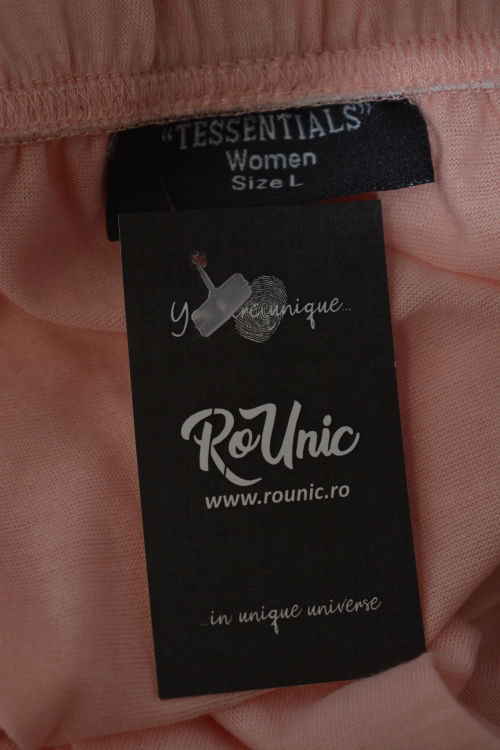 "TESSENTIALS"
Women
Size L
unique...
RoUnic
www.rounic.ro
...in unique universe